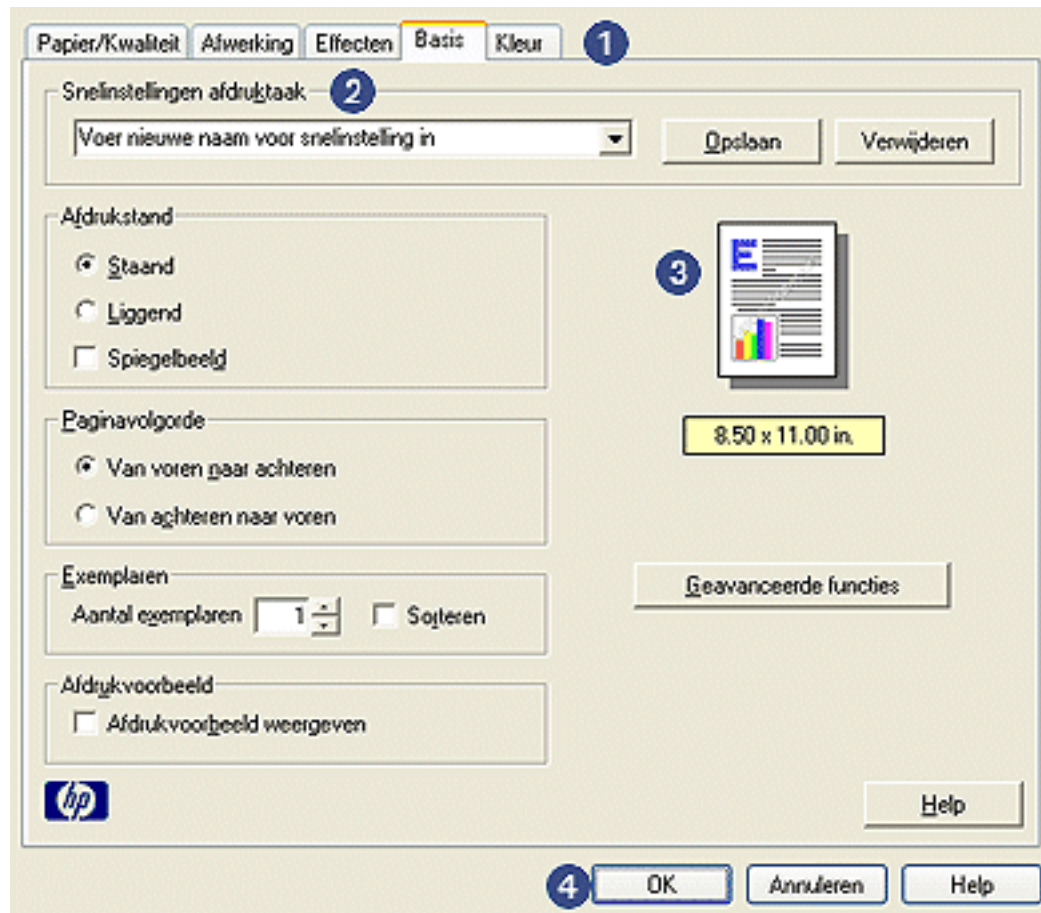 Papier/Kwaliteit Afwerking Effecten Basis Kleur 1
Snelinstellingen afdruktaak 2
Voer nieuwe naam voor snelinstelling in Opslaan Verwijderen
Afdrukstand
Staand
Liggend
Spiegelbeeld
3
E
8.50 x 11.00 in.
Paginavolgorde
Van voren naar achteren
Van achteren naar voren
Exemplaren
Aantal exemplaren 1 Sorteren
Geavanceerde functies
Afdrukvoorbeeld
Afdrukvoorbeeld weergeven
hp
Help
4 OK Annuleren Help